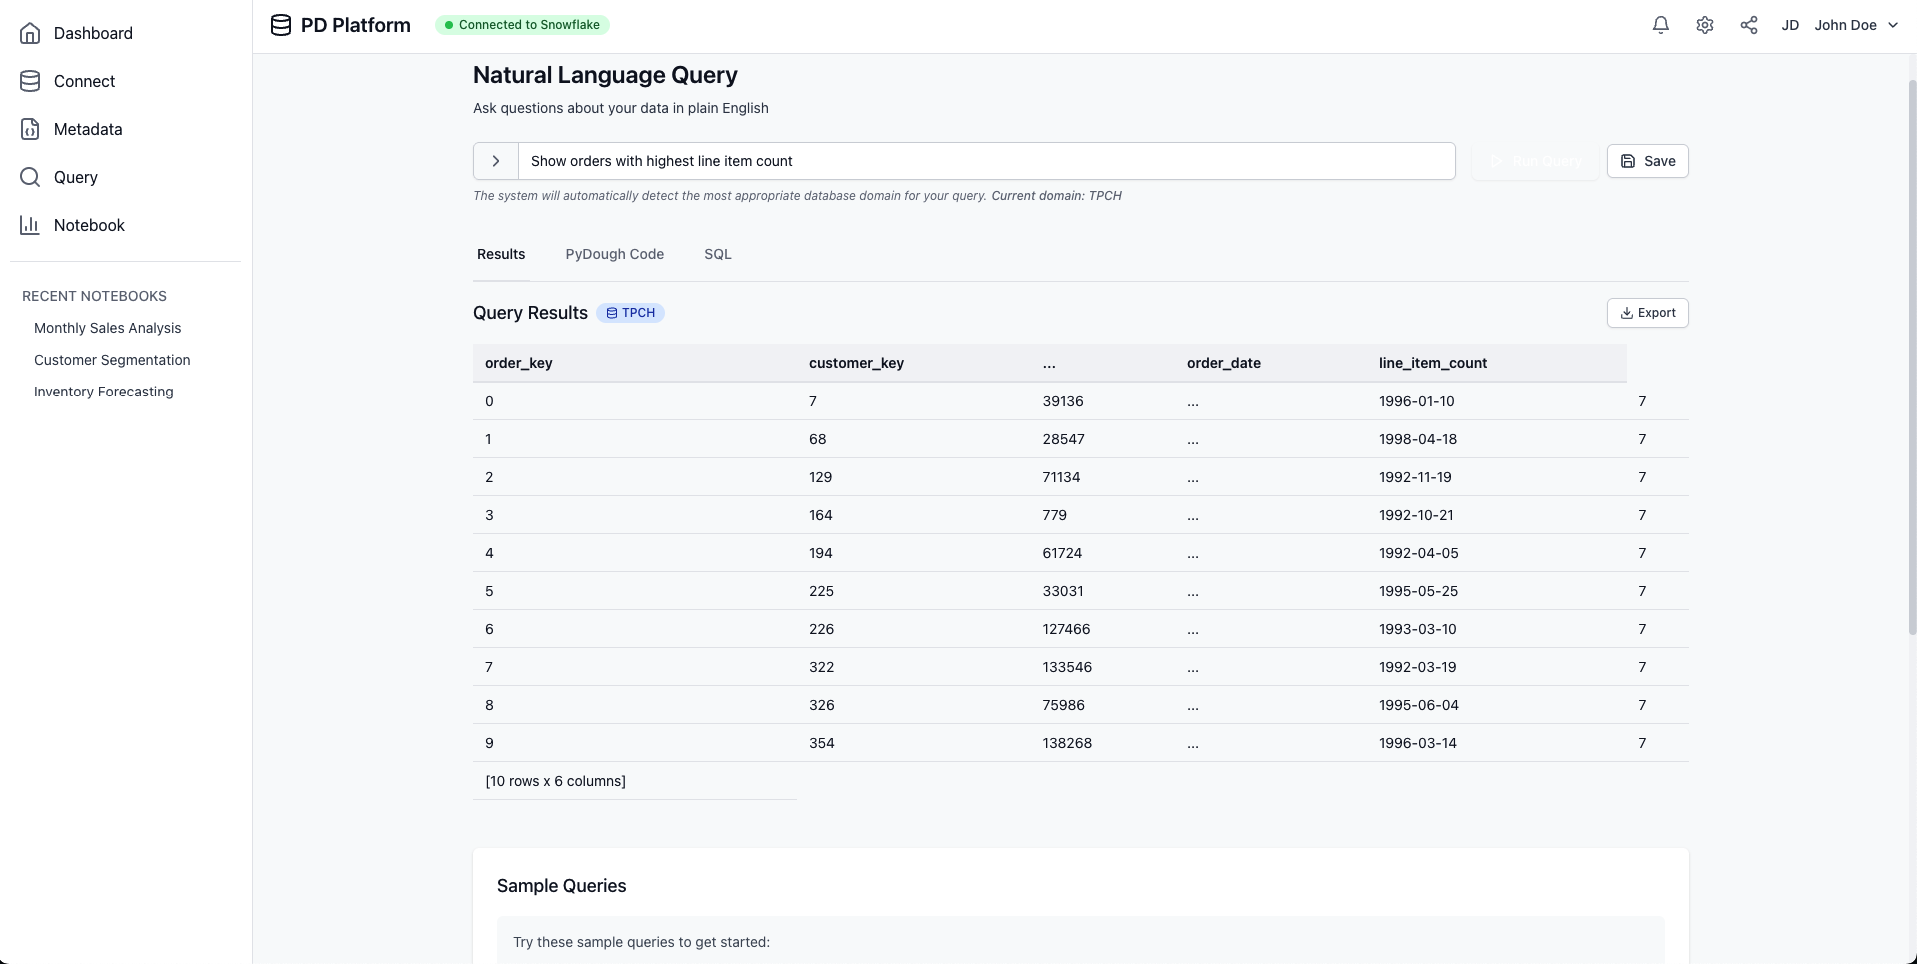 Dashboard
Connect
Metadata
Query
Notebook
RECENT NOTEBOOKS
Monthly Sales Analysis
Customer Segmentation
Inventory Forecasting
PD Platform Connected to Snowflake JD John Doe
Natural Language Query
Ask questions about your data in plain English
Show orders with highest line item count Run Query Save
The system will automatically detect the most appropriate database domain for your query. Current domain: TPCH
Results PyDough Code SQL
Query Results TPCH Export
order_key customer_key ... order_date line_item_count
0 7 39136 ... 1996-01-10 7
1 68 28547 ... 1998-04-18 7
2 129 71134 ... 1992-11-19 7
3 164 779 ... 1992-10-21 7
4 194 61724 ... 1992-04-05 7
5 225 33031 ... 1995-05-25 7
6 226 127466 ... 1993-03-10 7
7 322 133546 ... 1992-03-19 7
8 326 75986 ... 1995-06-04 7
9 354 138268 ... 1996-03-14 7
[10 rows x 6 columns]
Sample Queries
Try these sample queries to get started: